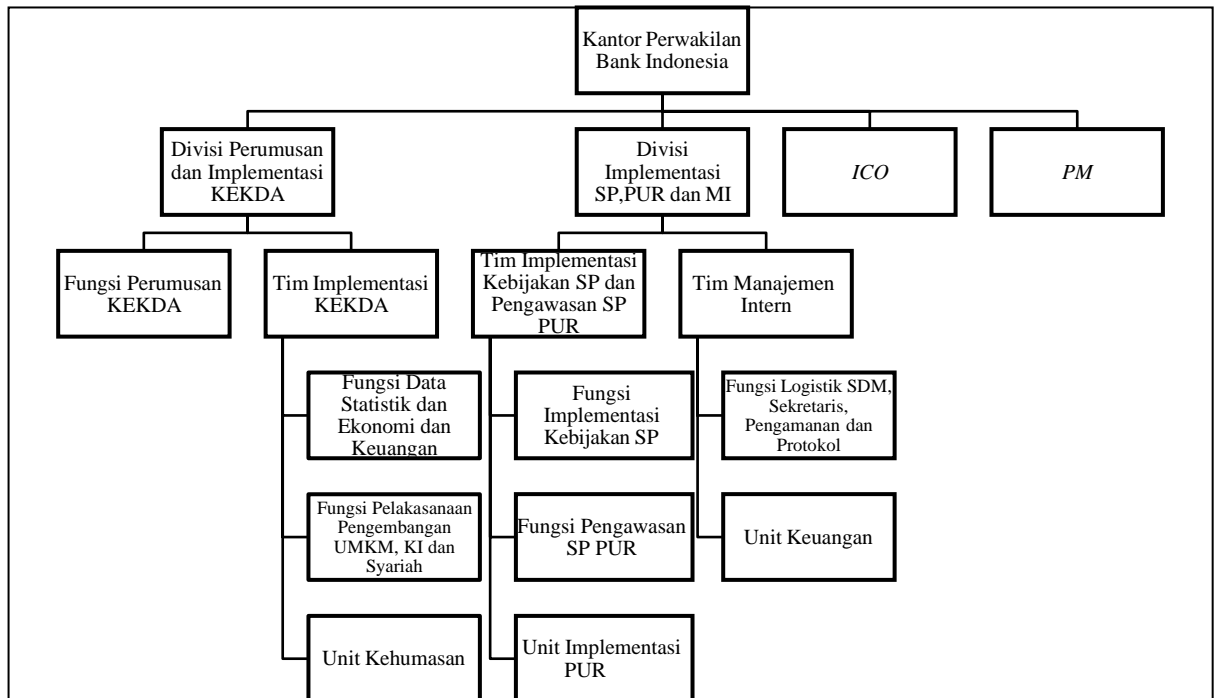 Kantor Perwakilan
Bank Indonesia
Divisi Perumusan
dan Implementasi
KEKDA
Divisi
Implementasi
SP,PUR dan MI
ICO
PM
Fungsi Perumusan
KEKDA
Tim Implementasi
KEKDA
Tim Implementasi
Kebijakan SP dan
Pengawasan SP
PUR
Tim Manajemen
Intern
Fungsi Data
Statistik dan
Ekonomi dan
Keuangan
Fungsi
Implementasi
Kebijakan SP
Fungsi Logistik SDM,
Sekretaris,
Pengamanan dan
Protokol
Fungsi Pelakasanaan
Pengembangan
UMKM, KI dan
Syariah
Fungsi Pengawasan
SP PUR
Unit Keuangan
Unit Kehumasan
Unit Implementasi
PUR